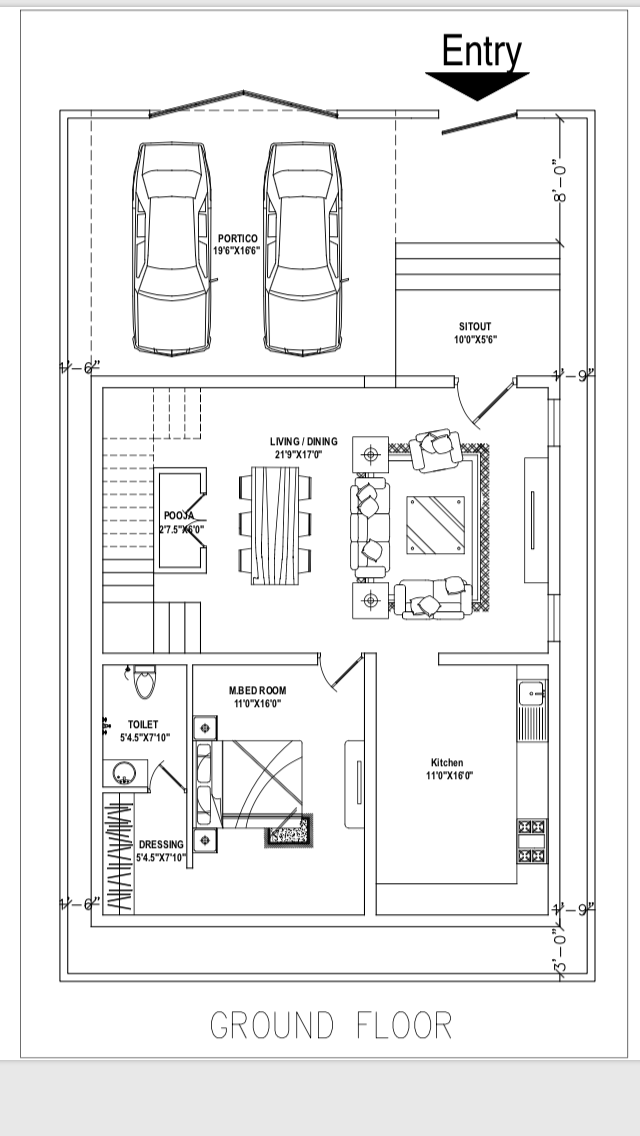 Entry
8'-0"
PORTICO
19'6"X16'6"
SITOUT
10'0"X5'6"
1'-6"
1'-9"
LIVING / DINING
21'9"X17'0"
POOJA
2'7.5"X6'0"
M.BED ROOM
11'0"X16'0"
TOILET
5'4.5"X7'10"
Kitchen
11'0"X16'0"
DRESSING
5'4.5"X7'10"
1'-6"
1'-9"
3'-0"
GROUND FLOOR